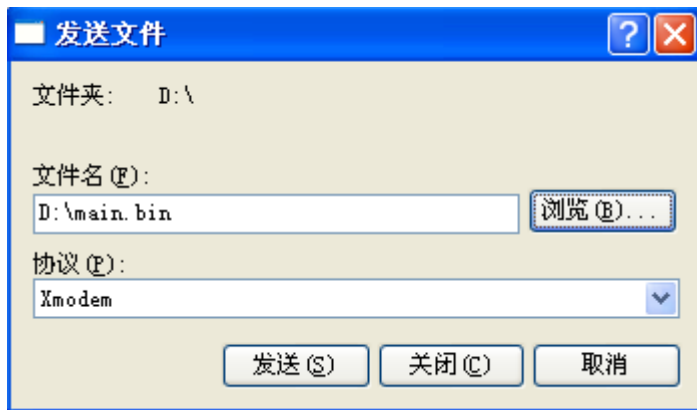 发送文件
文件夹: D:\
文件名(F):
D:\main.bin 浏览(B)...
协议(P):
Xmodem
发送(S) 关闭(C) 取消